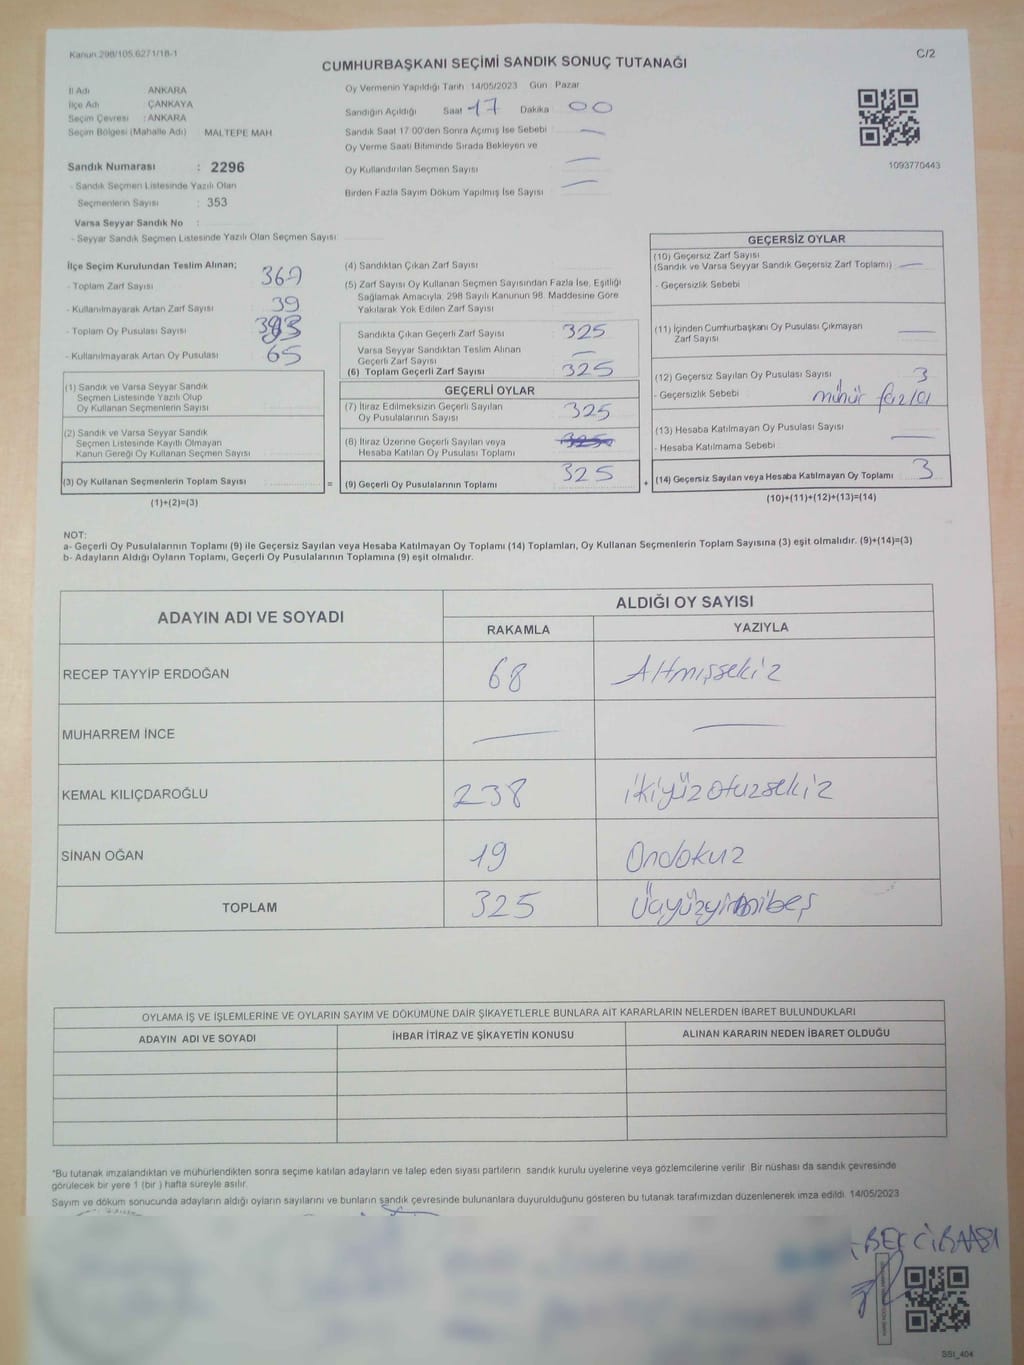 Kanun 298/105,6271/18-1
C/2
CUMHURBAŞKANI SEÇİMİ SANDIK SONUÇ TUTANAĞI
İl Adı ANKARA
İlçe Adı ÇANKAYA
Seçim Çevresi : ANKARA
Seçim Bölgesi (Mahalle Adı) MALTEPE MAH
Sandık Numarası : 2296
- Sandık Seçmen Listesinde Yazılı Olan
Seçmenlerin Sayısı : 353
Varsa Seyyar Sandık No :
- Seyyar Sandık Seçmen Listesinde Yazılı Olan Seçmen Sayısı
Oy Vermenin Yapıldığı Tarih 14/05/2023 Gün Pazar
Sandığın Açıldığı Saat 17 Dakika 00
Sandık Saat 17 00'den Sonra Açımış İse Sebebi —
Oy Verme Saati Bitiminde Sırada Bekleyen ve
Oy Kullandırılan Seçmen Sayısı —
Birden Fazla Sayım Döküm Yapılmış İse Sayısı —
1093770443
İlçe Seçim Kurulundan Teslim Alınan;
- Toplam Zarf Sayısı
- Kullanılmayarak Artan Zarf Sayısı 39
- Toplam Oy Pusulası Sayısı
- Kullanılmayarak Artan Oy Pusulası 65
(1) Sandık ve Varsa Seyyar Sandık
Seçmen Listesinde Yazılı Olup
Oy Kullanan Seçmenlerin Sayısı
(2) Sandık ve Varsa Seyyar Sandık
Seçmen Listesinde Kayıtlı Olmayan
Kanun Gereği Oy Kullanan Seçmen Sayısı
(3) Oy Kullanan Seçmenlerin Toplam Sayısı =
(1)+(2)=(3)
(4) Sandıktan Çıkan Zarf Sayısı
(5) Zarf Sayısı Oy Kullanan Seçmen Sayısından Fazla İse, Eşitliği
Sağlamak Amacıyla, 298 Sayılı Kanunun 98. Maddesine Göre
Yakılarak Yok Edilen Zarf Sayısı
Sandıkta Çıkan Geçerli Zarf Sayısı 325
Varsa Seyyar Sandıktan Teslim Alınan
Geçerli Zarf Sayısı —
(6) Toplam Geçerli Zarf Sayısı 325
GEÇERLİ OYLAR
(7) İtiraz Edilmeksizin Geçerli Sayılan
Oy Pusulalarının Sayısı 325
(8) İtiraz Üzerine Geçerli Sayılan veya
Hesaba Katılan Oy Pusulası Toplamı 325
(9) Geçerli Oy Pusulalarının Toplamı 325 +
GEÇERSİZ OYLAR
(10) Geçersiz Zarf Sayısı
(Sandık ve Varsa Seyyar Sandık Geçersiz Zarf Toplamı) —
- Geçersizlik Sebebi
(11) İçinden Cumhurbaşkanı Oy Pusulası Çıkmayan
Zarf Sayısı —
(12) Geçersiz Sayılan Oy Pusulası Sayısı 3
- Geçersizlik Sebebi mühür fazla
(13) Hesaba Katılmayan Oy Pusulası Sayısı —
- Hesaba Katılmama Sebebi
(14) Geçersiz Sayılan veya Hesaba Katılmayan Oy Toplamı 3
(10)+(11)+(12)+(13)=(14)
NOT:
a- Geçerli Oy Pusulalarının Toplamı (9) ile Geçersiz Sayılan veya Hesaba Katılmayan Oy Toplamı (14) Toplamları, Oy Kullanan Seçmenlerin Toplam Sayısına (3) eşit olmalıdır. (9)+(14)=(3)
b- Adayların Aldığı Oyların Toplamı, Geçerli Oy Pusulalarının Toplamına (9) eşit olmalıdır.
ADAYIN ADI VE SOYADI ALDIĞI OY SAYISI
RAKAMLA YAZIYLA
RECEP TAYYİP ERDOĞAN 68 Altmışsekiz
MUHARREM İNCE — —
KEMAL KILIÇDAROĞLU 238 ikiyüzotuzsekiz
SİNAN OĞAN 19 Ondokuz
TOPLAM 325 Üçyüzyirmibeş
OYLAMA İŞ VE İŞLEMLERİNE VE OYLARIN SAYIM VE DÖKÜMÜNE DAİR ŞİKAYETLERLE BUNLARA AİT KARARLARIN NELERDEN İBARET BULUNDUKLARI
ADAYIN ADI VE SOYADI İHBAR İTİRAZ VE ŞİKAYETİN KONUSU ALINAN KARARIN NEDEN İBARET OLDUĞU
*Bu tutanak imzalandıktan ve mühürlendikten sonra seçime katılan adayların ve talep eden siyasi partilerin sandık kurulu üyelerine veya gözlemcilerine verilir Bir nüshası da sandık çevresinde
görülecek bir yere 1 (bir ) hafta süreyle asılır.
Sayım ve döküm sonucunda adayların aldığı oyların sayılarını ve bunların sandık çevresinde bulunanlara duyurulduğunu gösteren bu tutanak tarafımızdan düzenlenerek imza edildi. 14/05/2023
SSI_404